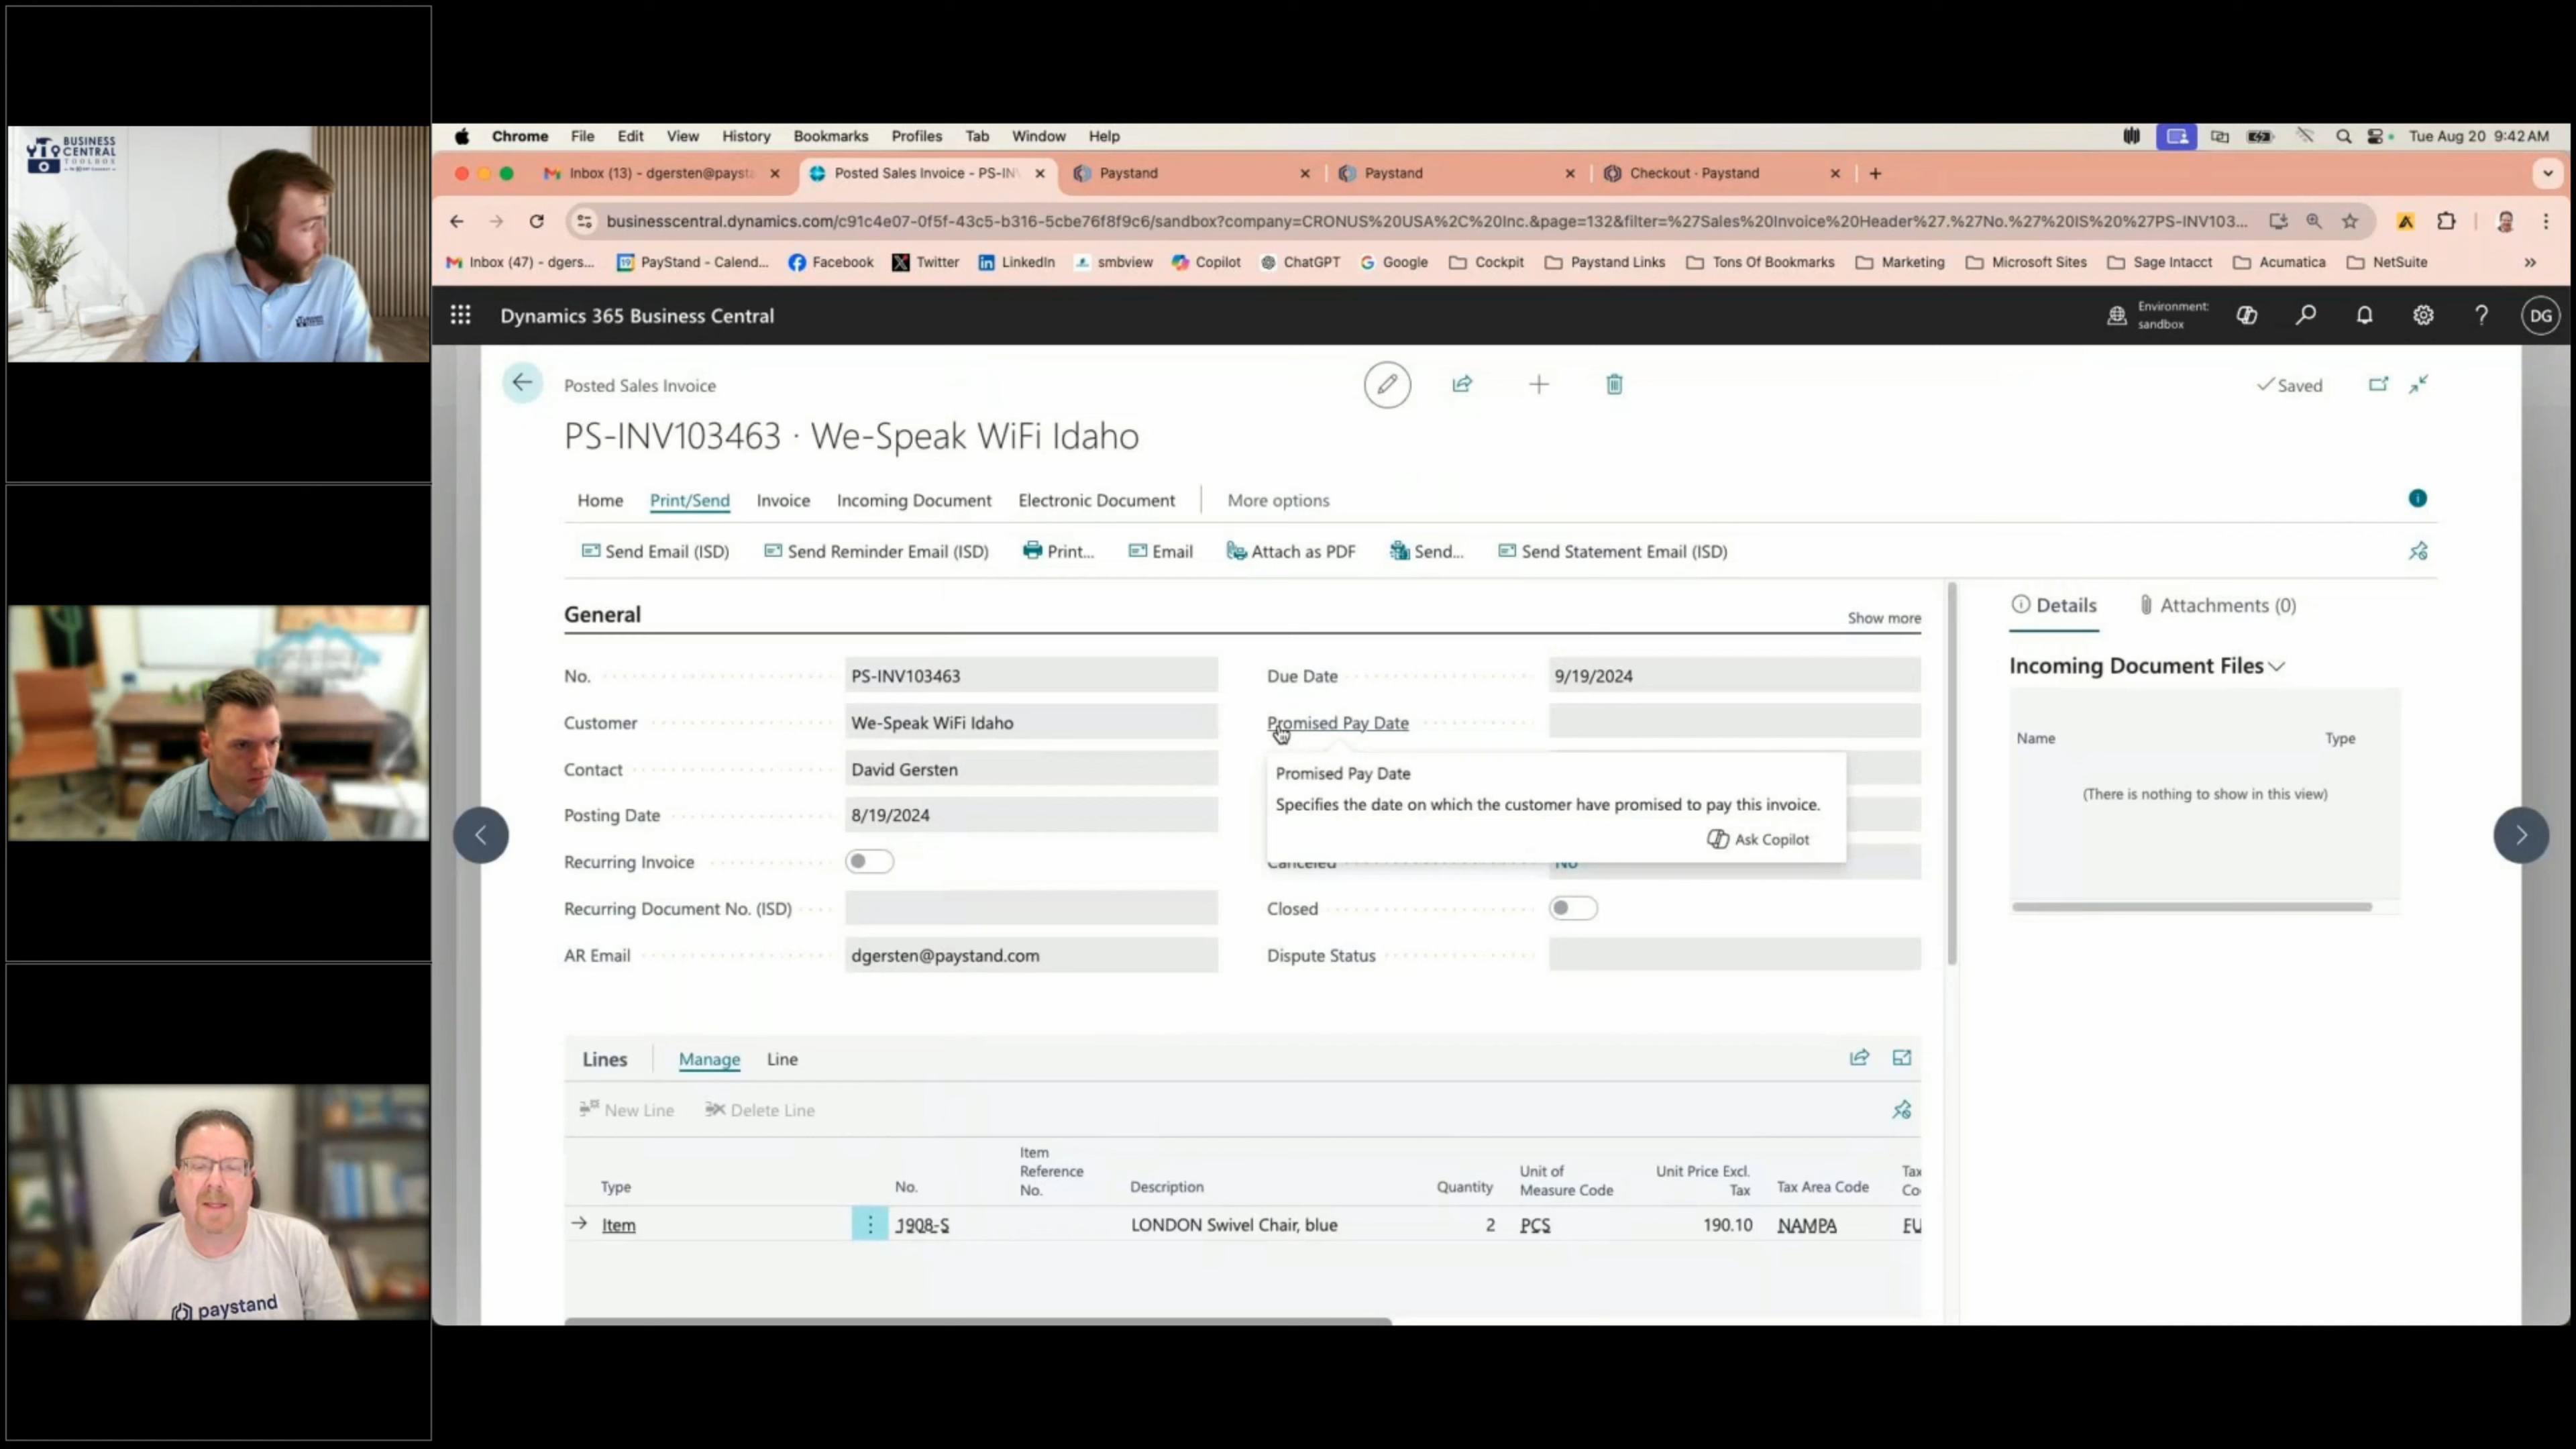 BUSINESS
CENTRAL
TOOLBOX
paystand
Chrome File Edit View History Bookmarks Profiles Tab Window Help
Tue Aug 20 9:42 AM
Inbox (13) - dgersten@paysta
Posted Sales Invoice - PS-IN
Paystand
Paystand
Checkout · Paystand
businesscentral.dynamics.com/c91c4e07-0f5f-43c5-b316-5cbe76f8f9c6/sandbox?company=CRONUS%20USA%2C%20Inc.&page=132&filter=%27Sales%20Invoice%20Header%27.%27No.%27%20IS%20%27PS-INV103...
Inbox (47) - dgers... PayStand - Calend... Facebook Twitter LinkedIn smbview Copilot ChatGPT Google Cockpit Paystand Links Tons Of Bookmarks Marketing Microsoft Sites Sage Intacct Acumatica NetSuite »
Dynamics 365 Business Central
Environment:
sandbox
? DG
Posted Sales Invoice
Saved
PS-INV103463 · We-Speak WiFi Idaho
Home Print/Send Invoice Incoming Document Electronic Document More options
Send Email (ISD) Send Reminder Email (ISD) Print... Email Attach as PDF Send... Send Statement Email (ISD)
General
Show more
No. PS-INV103463
Customer We-Speak WiFi Idaho
Contact David Gersten
Posting Date 8/19/2024
Recurring Invoice
Recurring Document No. (ISD)
AR Email dgersten@paystand.com
Due Date 9/19/2024
Promised Pay Date
Promised Pay Date
Specifies the date on which the customer have promised to pay this invoice.
Ask Copilot
Canceled No
Closed
Dispute Status
Details
Attachments (0)
Incoming Document Files
Name Type
(There is nothing to show in this view)
Lines Manage Line
New Line Delete Line
Type
No.
Item
Reference
No.
Description
Quantity
Unit of
Measure Code
Unit Price Excl.
Tax
Tax Area Code
Tax
Co
Item 1908-S LONDON Swivel Chair, blue 2 PCS 190.10 NAMPA FU